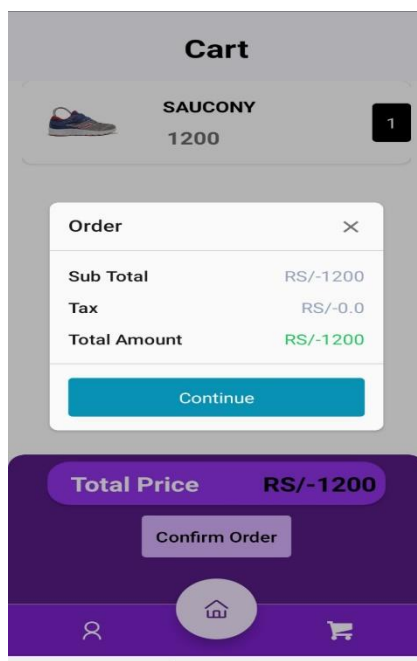 Cart
SAUCONY
1200
1
Order
Sub Total RS/-1200
Tax RS/-0.0
Total Amount RS/-1200
Continue
Total Price RS/-1200
Confirm Order